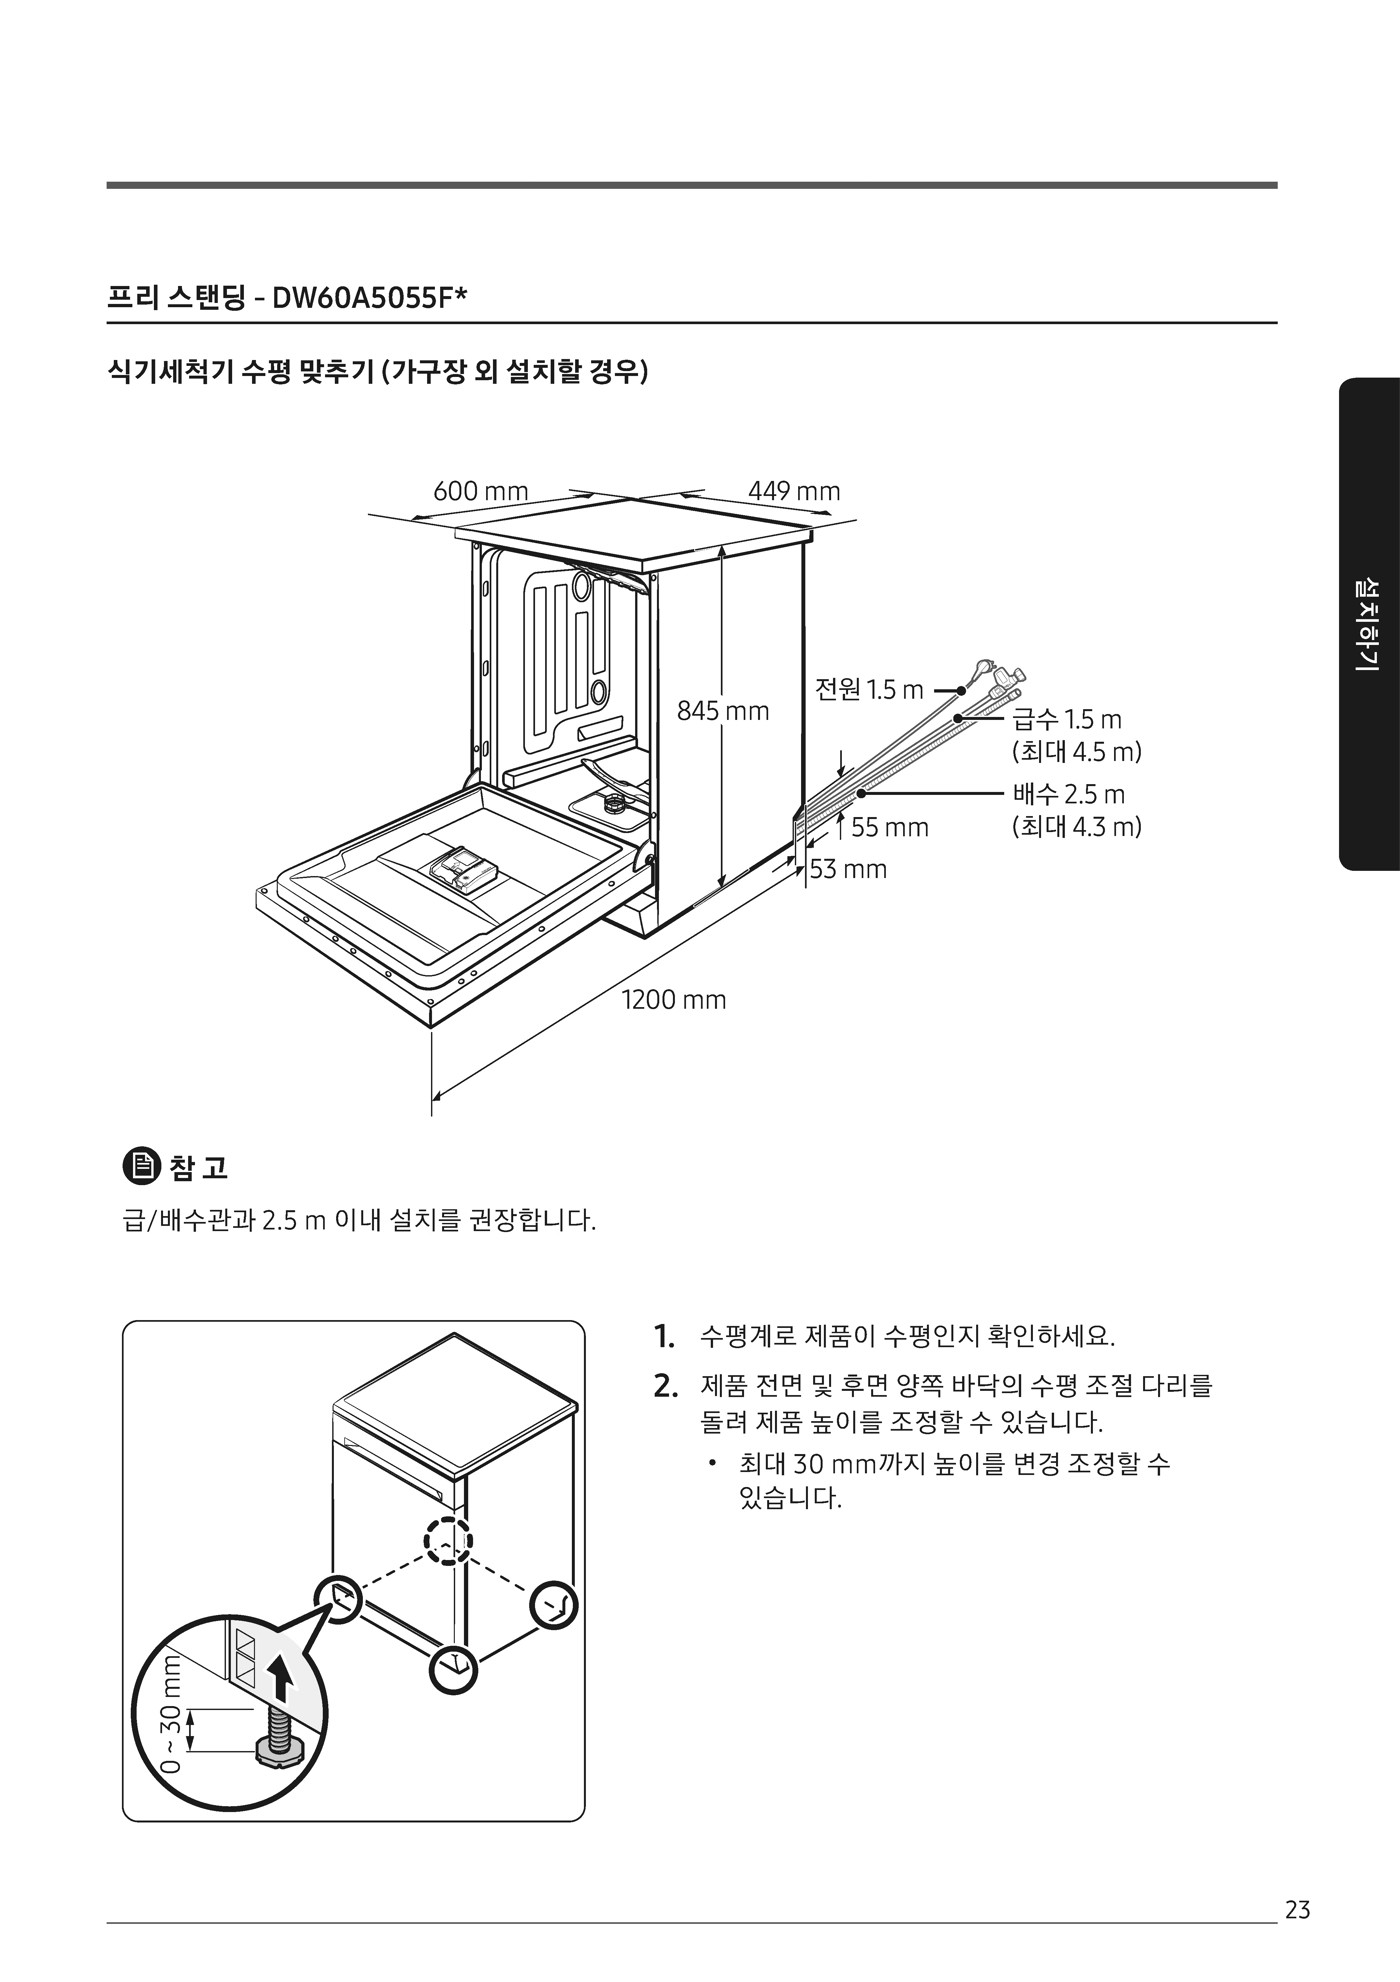 프리 스탠딩 - DW60A5055F*
식기세척기 수평 맞추기 (가구장 외 설치할 경우)
설치하기
600 mm
449 mm
845 mm
전원 1.5 m
급수 1.5 m
(최대 4.5 m)
배수 2.5 m
(최대 4.3 m)
55 mm
53 mm
1200 mm
참고
급/배수관과 2.5 m 이내 설치를 권장합니다.
0 ~ 30 mm
1. 수평계로 제품이 수평인지 확인하세요.
2. 제품 전면 및 후면 양쪽 바닥의 수평 조절 다리를
돌려 제품 높이를 조정할 수 있습니다.
• 최대 30 mm까지 높이를 변경 조정할 수
있습니다.
23